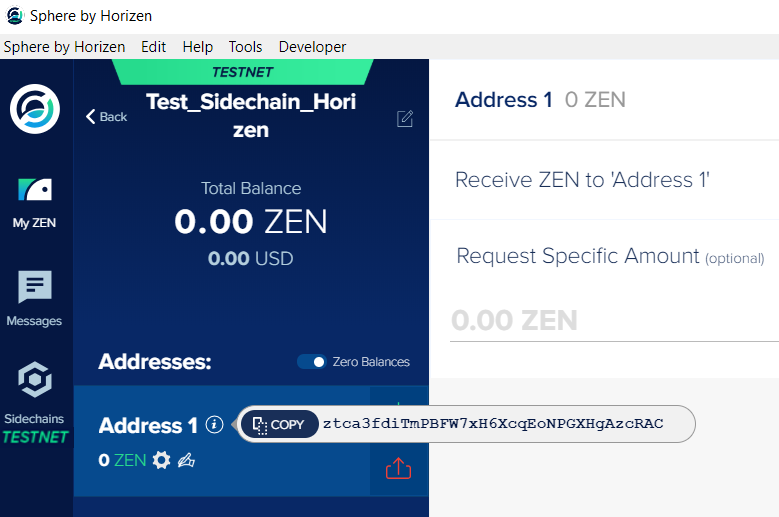 Sphere by Horizen
Sphere by Horizen Edit Help Tools Developer
TESTNET
Back
Test_Sidechain_Hori
zen
Address 1 0 ZEN
My ZEN
Total Balance
0.00 ZEN
0.00 USD
Receive ZEN to 'Address 1'
Request Specific Amount (optional)
0.00 ZEN
Messages
Addresses:
Zero Balances
Sidechains
TESTNET
Address 1
COPY
ztca3fdiTmPBFW7xH6XcqEoNPGXHgAzcRAC
0 ZEN